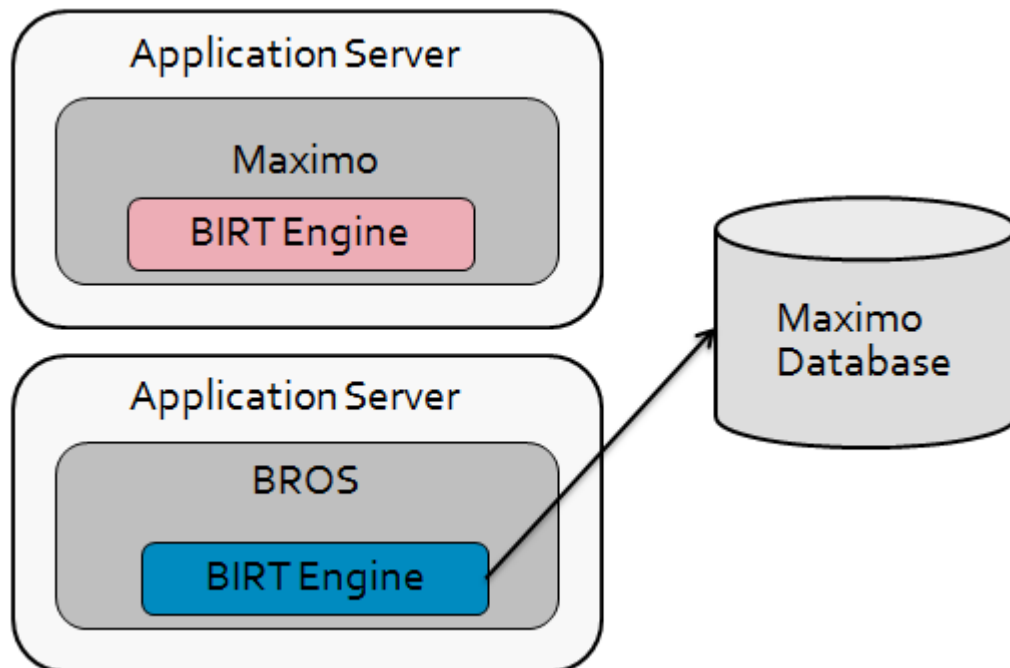 Application Server
Maximo
BIRT Engine
Application Server
BROS
BIRT Engine
Maximo
Database